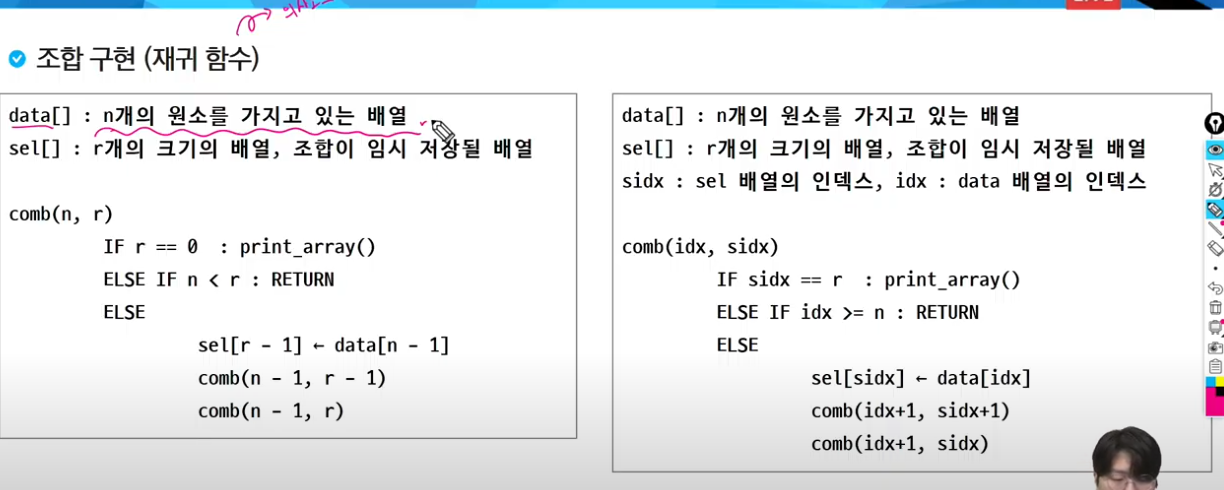 조합 구현 (재귀 함수)
data[] : n개의 원소를 가지고 있는 배열
sel[] : r개의 크기의 배열, 조합이 임시 저장될 배열
comb(n, r)
IF r == 0 : print_array()
ELSE IF n < r : RETURN
ELSE
sel[r - 1] ← data[n - 1]
comb(n - 1, r - 1)
comb(n - 1, r)
data[] : n개의 원소를 가지고 있는 배열
sel[] : r개의 크기의 배열, 조합이 임시 저장될 배열
sidx : sel 배열의 인덱스, idx : data 배열의 인덱스
comb(idx, sidx)
IF sidx == r : print_array()
ELSE IF idx >= n : RETURN
ELSE
sel[sidx] ← data[idx]
comb(idx+1, sidx+1)
comb(idx+1, sidx)